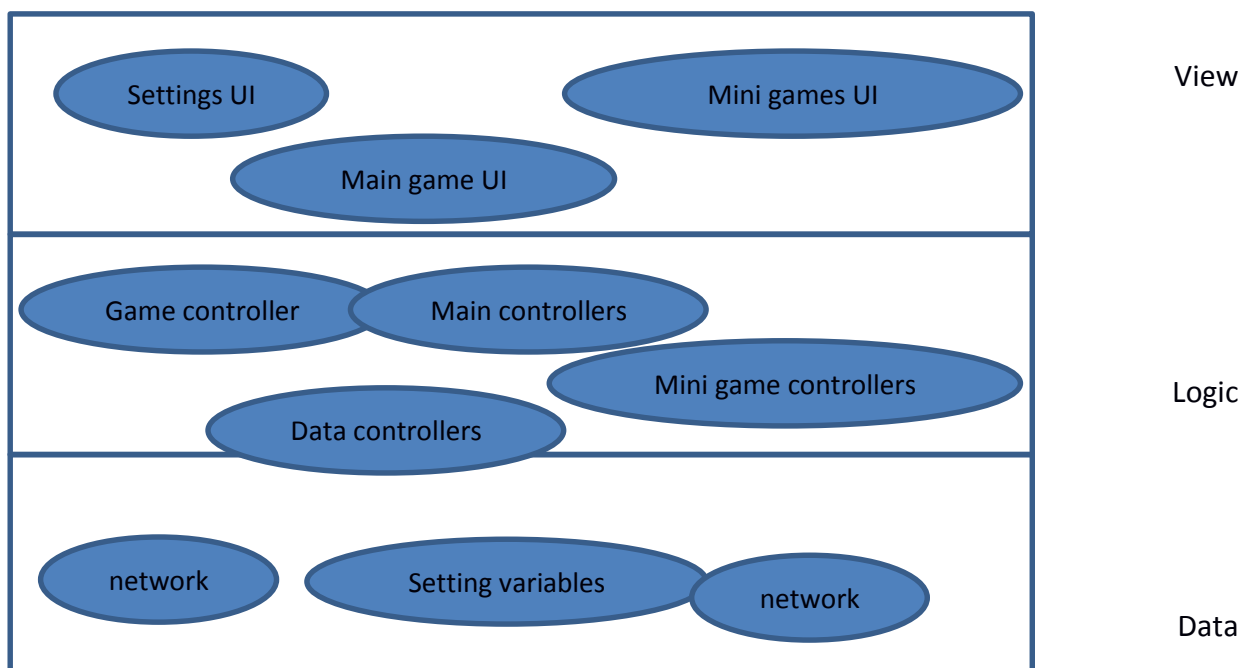 Settings UI
Mini games UI
View
Main game UI
Game controller
Main controllers
Mini game controllers
Logic
Data controllers
network
Setting variables
network
Data